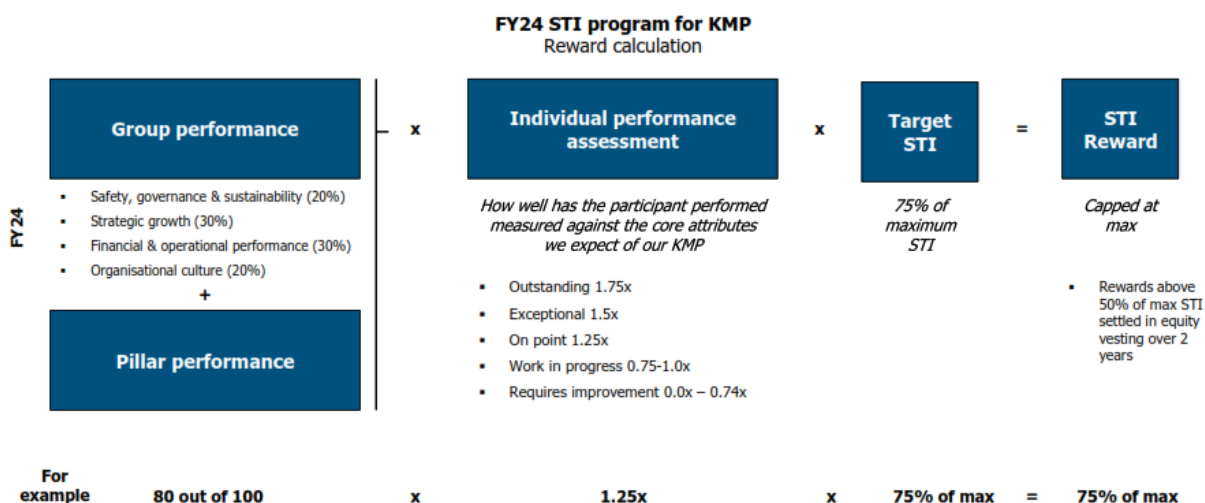 FY24 STI program for KMP
Reward calculation
FY24
Group performance
▪ Safety, governance & sustainability (20%)
▪ Strategic growth (30%)
▪ Financial & operational performance (30%)
▪ Organisational culture (20%)
+
Pillar performance
x
Individual performance
assessment
How well has the participant performed
measured against the core attributes
we expect of our KMP
▪ Outstanding 1.75x
▪ Exceptional 1.5x
▪ On point 1.25x
▪ Work in progress 0.75-1.0x
▪ Requires improvement 0.0x – 0.74x
x
Target
STI
75% of
maximum
STI
=
STI
Reward
Capped at
max
▪ Rewards above
50% of max STI
settled in equity
vesting over 2
years
For
example
80 out of 100 x 1.25x x 75% of max = 75% of max